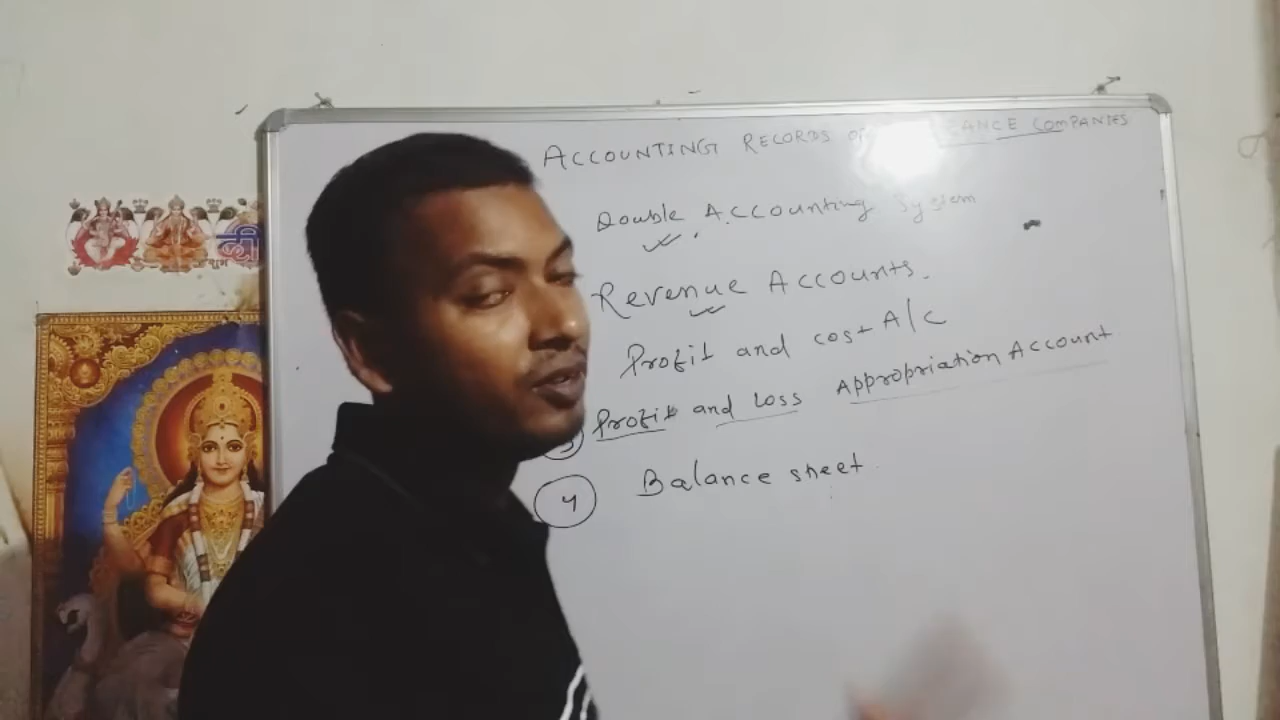 ACCOUNTING RECORDS OF COMPANIES
Double Accounting System
Revenue Accounts.
Profit and cost A/c
Profit and Loss Appropriation Account
4 Balance sheet